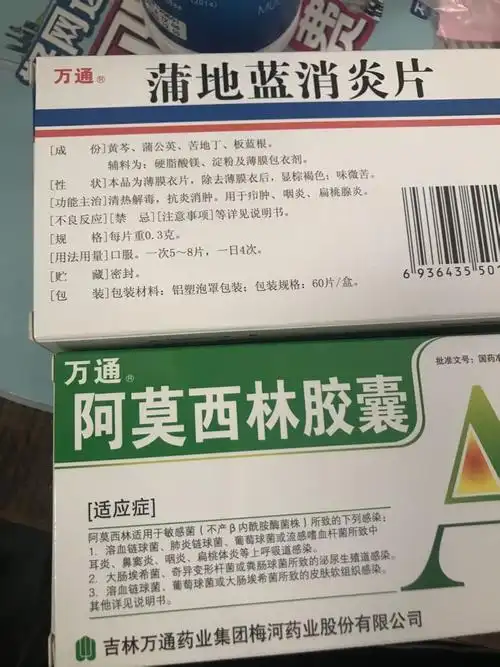 (2014)
万通®
蒲地蓝消炎片
[成　份]黄芩、蒲公英、苦地丁、板蓝根。
辅料为：硬脂酸镁、淀粉及薄膜包衣剂。
[性　状]本品为薄膜衣片，除去薄膜衣后，显棕褐色；味微苦。
[功能主治]清热解毒，抗炎消肿。用于疖肿、咽炎、扁桃腺炎。
[不良反应][禁　忌][注意事项]等详见说明书。
[规　格]每片重0.3克。
[用法用量]口服。一次5～8片，一日4次。
[贮　藏]密封。
[包　装]包装材料：铝塑泡罩包装；包装规格：60片/盒。
6 936435 501
万通®
批准文号：国药准
阿莫西林胶囊
[适应症]
阿莫西林适用于敏感菌（不产β内酰胺酶菌株）所致的下列感染：
1. 溶血链球菌、肺炎链球菌、葡萄球菌或流感嗜血杆菌所致中
耳炎、鼻窦炎、咽炎、扁桃体炎等上呼吸道感染。
2. 大肠埃希菌、奇异变形杆菌或粪肠球菌所致的泌尿生殖道感染。
3. 溶血链球菌、葡萄球菌或大肠埃希菌所致的皮肤软组织感染。
其他详见说明书。
吉林万通药业集团梅河药业股份有限公司